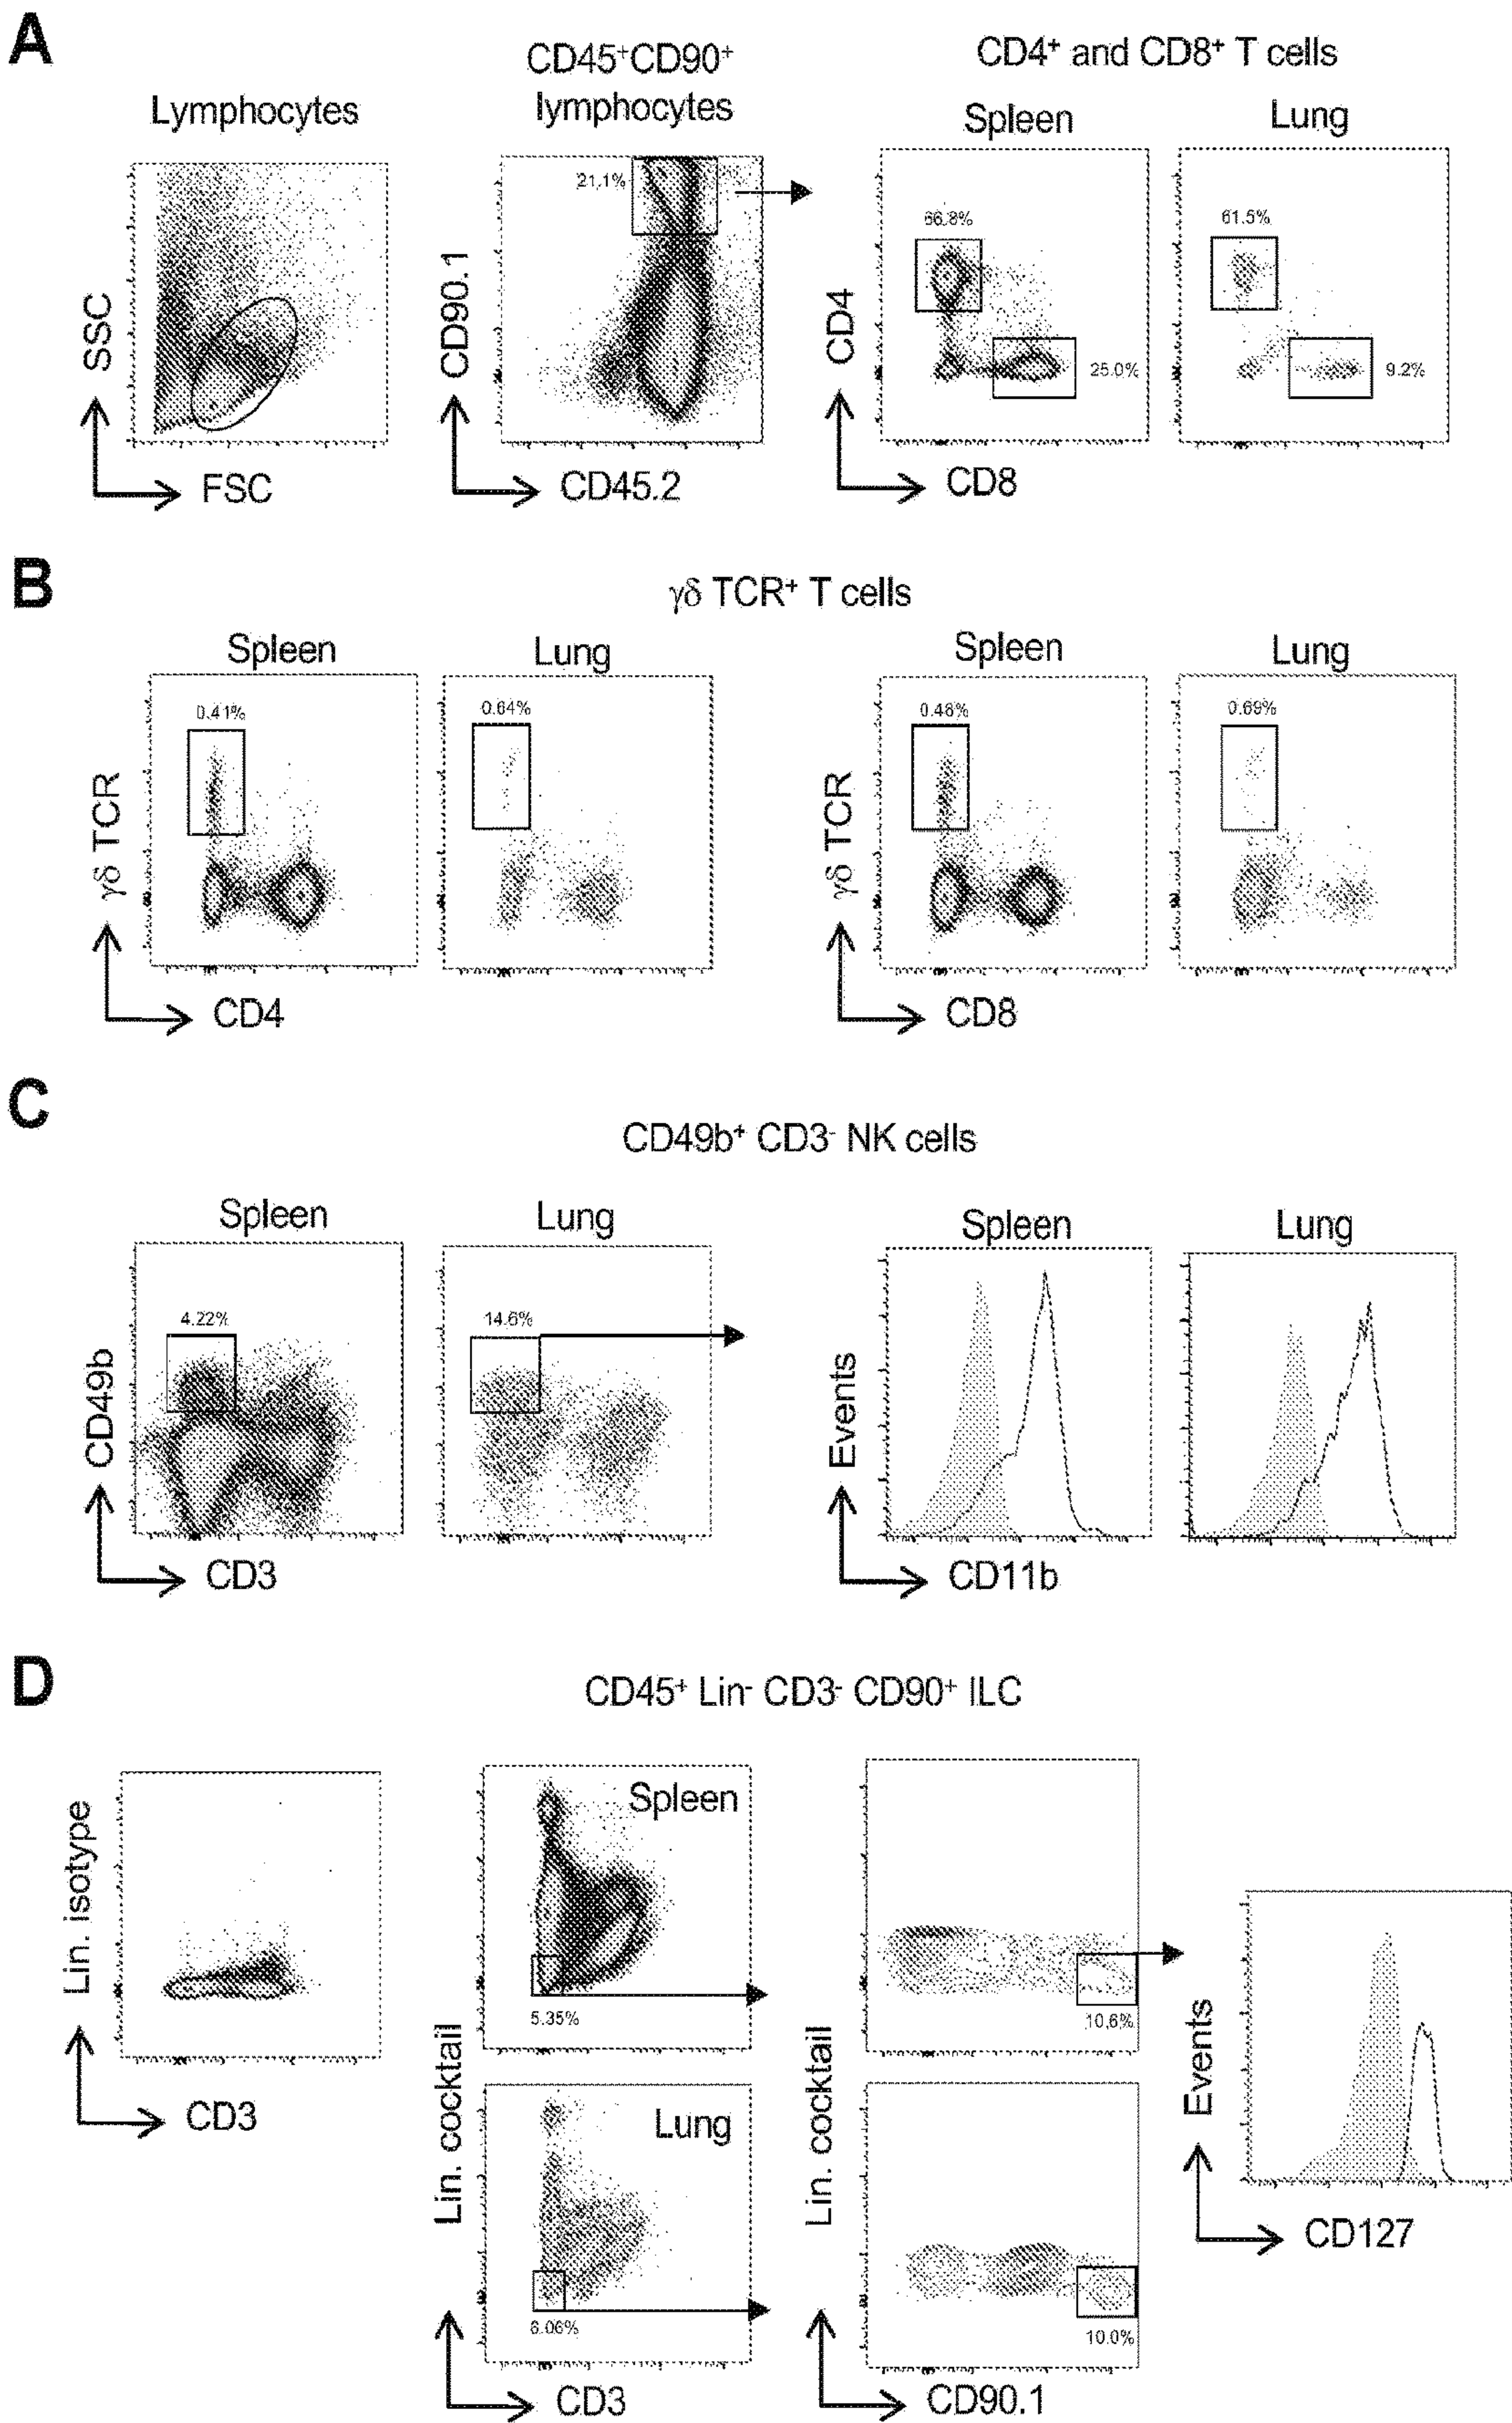 A
Lymphocytes
SSC
FSC
CD45⁺CD90⁺
lymphocytes
21.1%
CD90.1
CD45.2
CD4⁺ and CD8⁺ T cells
Spleen
Lung
66.8%
25.0%
61.5%
9.2%
CD4
CD8
B
γδ TCR⁺ T cells
Spleen
Lung
Spleen
Lung
0.41%
0.64%
0.48%
0.69%
γδ TCR
CD4
γδ TCR
CD8
C
CD49b⁺ CD3⁻ NK cells
Spleen
Lung
Spleen
Lung
4.22%
14.6%
CD49b
CD3
Events
CD11b
D
CD45⁺ Lin⁻ CD3⁻ CD90⁺ ILC
Lin. isotype
CD3
Spleen
5.35%
Lung
6.06%
Lin. cocktail
CD3
10.6%
10.0%
Lin. cocktail
CD90.1
Events
CD127